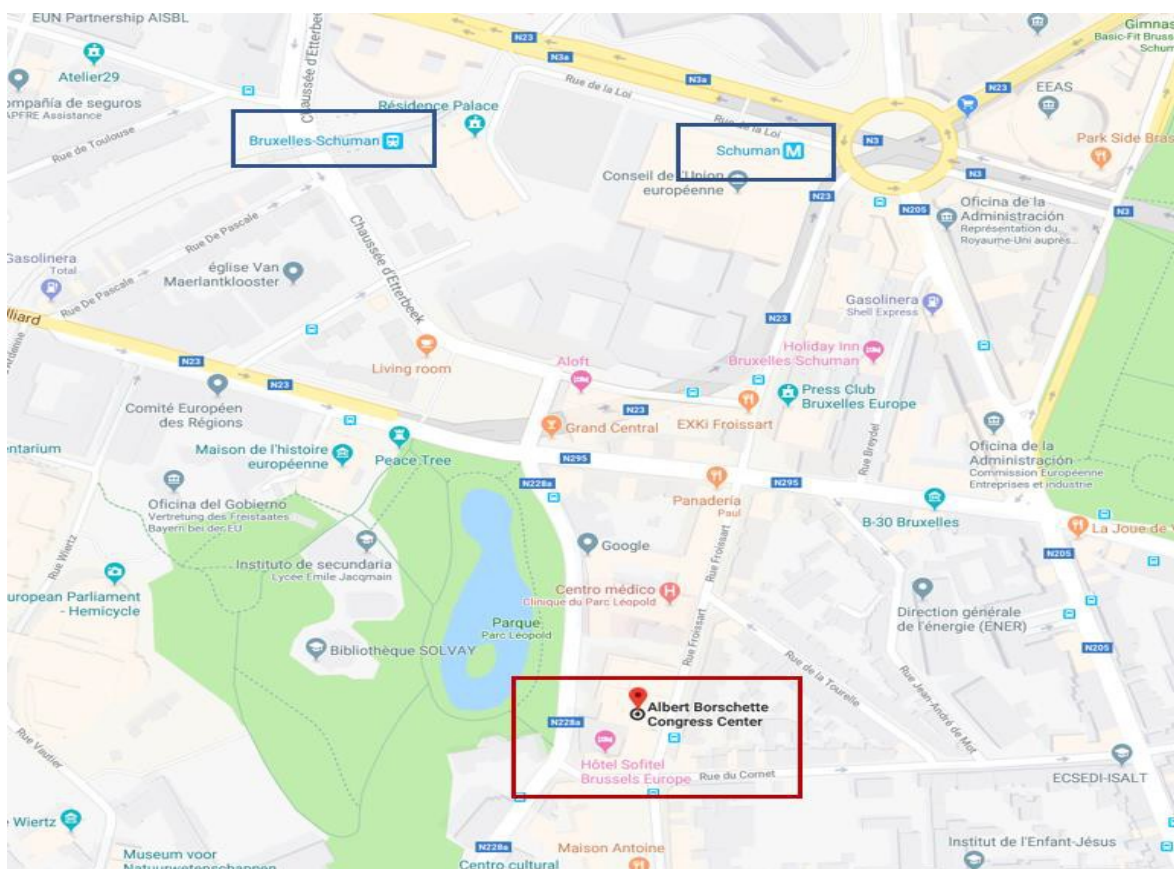 EUN Partnership AISBL
Atelier29
APFRE Assistance
Rue de Toulouse
Chaussée d'Etterbeek
Bruxelles-Schuman
Résidence Palace
N23
N3a
Rue de la Loi
N3a
N23
EEAS
Rue de la Loi
N3
Schuman
M
Conseil de l'Union
européenne
N23
N205
N3
N3
Oficina de la
Administración
Représentation du
Royaume-Uni auprès...
Park Side Bras
Gimnas
Basic-Fit Bruss
Schum
Rue De Pascale
Gasolinera
Total
église Van
Maerlantklooster
Chaussée d'Etterbeek
Rue De Pascale
Gasolinera
Shell Express
lliard
N23
N23
N23
Living room
Aloft
Holiday Inn
Bruxelles Schuman
Press Club
Bruxelles Europe
Comité Européen
des Régions
Grand Central
N23
EXKi Froissart
Rue Breydel
Maison de l'histoire
européenne
Peace Tree
N295
N228a
N295
Oficina de la
Administración
Commission Européenne
Entreprises et industrie
Panadería
Paul
B-30 Bruxelles
La Joue de
Oficina del Gobierno
Vertretung des Freistaates
Bayern bei der EU
Rue Wiertz
Instituto de secundaria
Lycée Emile Jacqmain
Google
Rue Froissart
N205
uropean Parliament
- Hemicycle
Centro médico
Clinique du Parc Léopold
Direction générale
de l'énergie (ENER)
Parque
Parc Léopold
Bibliothèque SOLVAY
Rue Froissart
Rue de la Tourelle
Rue Jean-André de Mot
N205
Albert Borschette
Congress Center
N228a
Hôtel Sofitel
Brussels Europe
Rue du Cornet
ECSEDI-ISALT
Rue Vautier
Wiertz
Museum voor
Natuurwetenschappen
N228a
Centro cultural
Maison Antoine
Institut de l'Enfant-Jésus